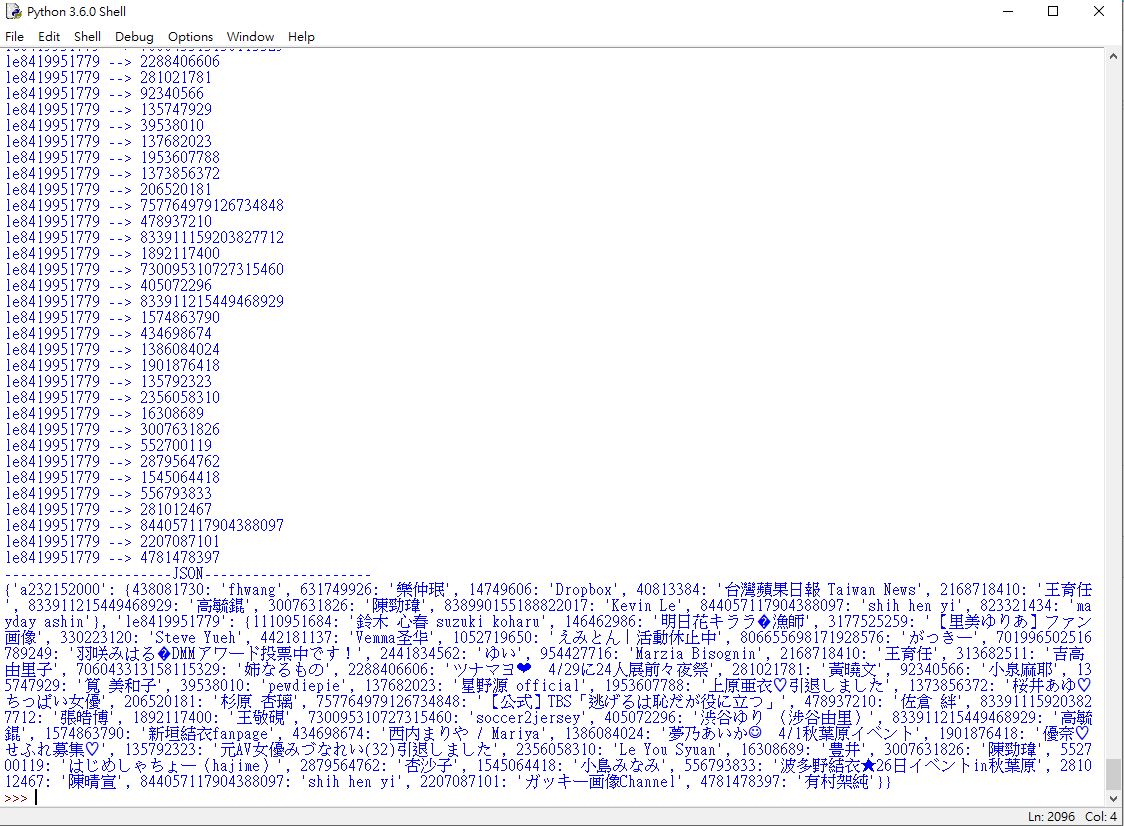 Python 3.6.0 Shell
File Edit Shell Debug Options Window Help
le8419951779 --> 2288406606
le8419951779 --> 281021781
le8419951779 --> 92340566
le8419951779 --> 135747929
le8419951779 --> 39538010
le8419951779 --> 137682023
le8419951779 --> 1953607788
le8419951779 --> 1373856372
le8419951779 --> 206520181
le8419951779 --> 757764979126734848
le8419951779 --> 478937210
le8419951779 --> 833911159203827712
le8419951779 --> 1892117400
le8419951779 --> 730095310727315460
le8419951779 --> 405072296
le8419951779 --> 833911215449468929
le8419951779 --> 1574863790
le8419951779 --> 434698674
le8419951779 --> 1386084024
le8419951779 --> 1901876418
le8419951779 --> 135792323
le8419951779 --> 2356058310
le8419951779 --> 16308689
le8419951779 --> 3007631826
le8419951779 --> 552700119
le8419951779 --> 2879564762
le8419951779 --> 1545064418
le8419951779 --> 556793833
le8419951779 --> 281012467
le8419951779 --> 844057117904388097
le8419951779 --> 2207087101
le8419951779 --> 4781478397
---------------------JSON---------------------
{'a232152000': {438081730: 'fhwang', 631749926: '樂仲珉', 14749606: 'Dropbox', 40813384: '台灣蘋果日報 Taiwan News', 2168718410: '王育任
', 833911215449468929: '高毓錕', 3007631826: '陳勁瑋', 838990155188822017: 'Kevin Le', 844057117904388097: 'shih hen yi', 823321434: 'ma
yday ashin'}, 'le8419951779': {1110951684: '鈴木 心春 suzuki koharu', 146462986: '明日花キララ�漁師', 3177525259: '【里美ゆりあ】ファン
画像', 330223120: 'Steve Yueh', 442181137: 'Vemma圣华', 1052719650: 'えみとん｜活動休止中', 806655698171928576: 'がっきー', 701996502516
789249: '羽咲みはる�DMMアワード投票中です！', 2441834562: 'ゆい', 954427716: 'Marzia Bisognin', 2168718410: '王育任', 313682511: '吉高
由里子', 706043313158115329: '姉なるもの', 2288406606: 'ツナマヨ❤ 4/29に24人展前々夜祭', 281021781: '黃曉文', 92340566: '小泉麻耶', 13
5747929: '筧 美和子', 39538010: 'pewdiepie', 137682023: '星野源 official', 1953607788: '上原亜衣♡引退しました', 1373856372: '桜井あゆ♡
ちっぱい女優', 206520181: '杉原 杏璃', 757764979126734848: '【公式】TBS「逃げるは恥だが役に立つ」', 478937210: '佐倉 絆', 83391115920382
7712: '張皓博', 1892117400: '王敬硯', 730095310727315460: 'soccer2jersey', 405072296: '渋谷ゆり （渉谷由里）', 833911215449468929: '高毓
錕', 1574863790: '新垣結衣fanpage', 434698674: '西内まりや / Mariya', 1386084024: '夢乃あいか☺ 4/1秋葉原イベント', 1901876418: '優奈♡
せふれ募集♡', 135792323: '元AV女優みづなれい(32)引退しました', 2356058310: 'Le You Syuan', 16308689: '豊井', 3007631826: '陳勁瑋', 5527
00119: 'はじめしゃちょー（hajime）', 2879564762: '杏沙子', 1545064418: '小島みなみ', 556793833: '波多野結衣★26日イベントin秋葉原', 2810
12467: '陳晴宣', 844057117904388097: 'shih hen yi', 2207087101: 'ガッキー画像Channel', 4781478397: '有村架純'}}
>>>
Ln: 2096 Col: 4